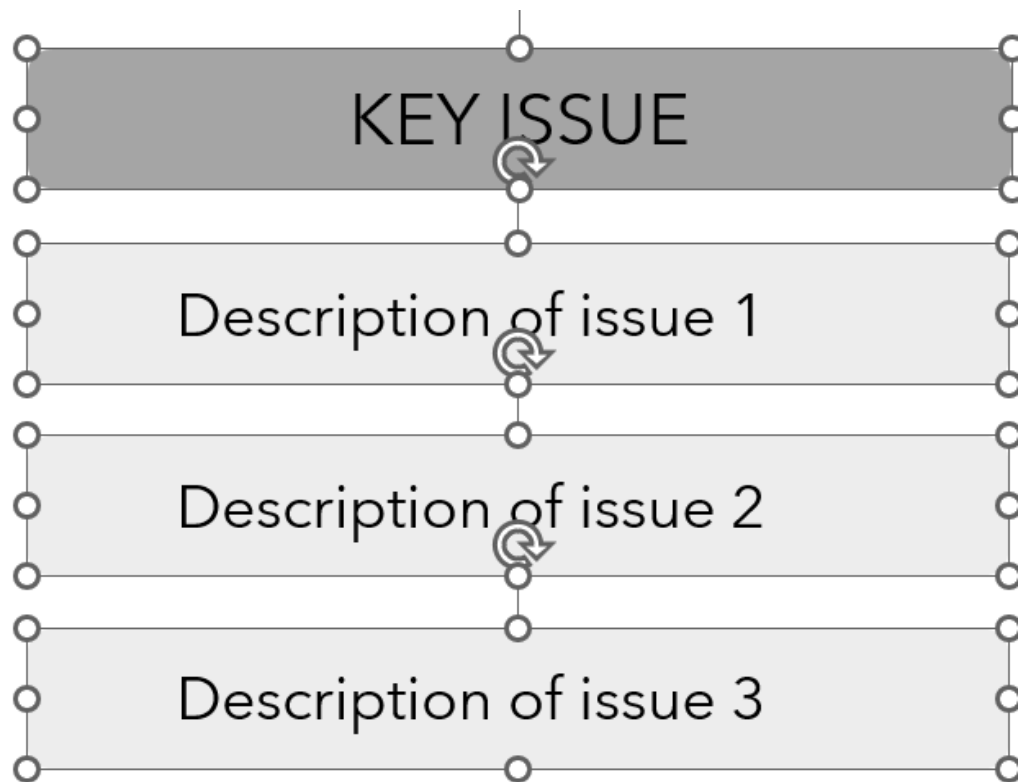 KEY ISSUE
Description of issue 1
Description of issue 2
Description of issue 3